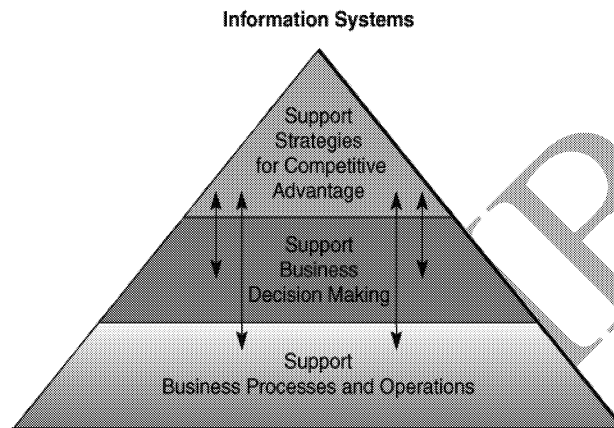 Information Systems
Support
Strategies
for Competitive
Advantage
Support
Business
Decision Making
Support
Business Processes and Operations